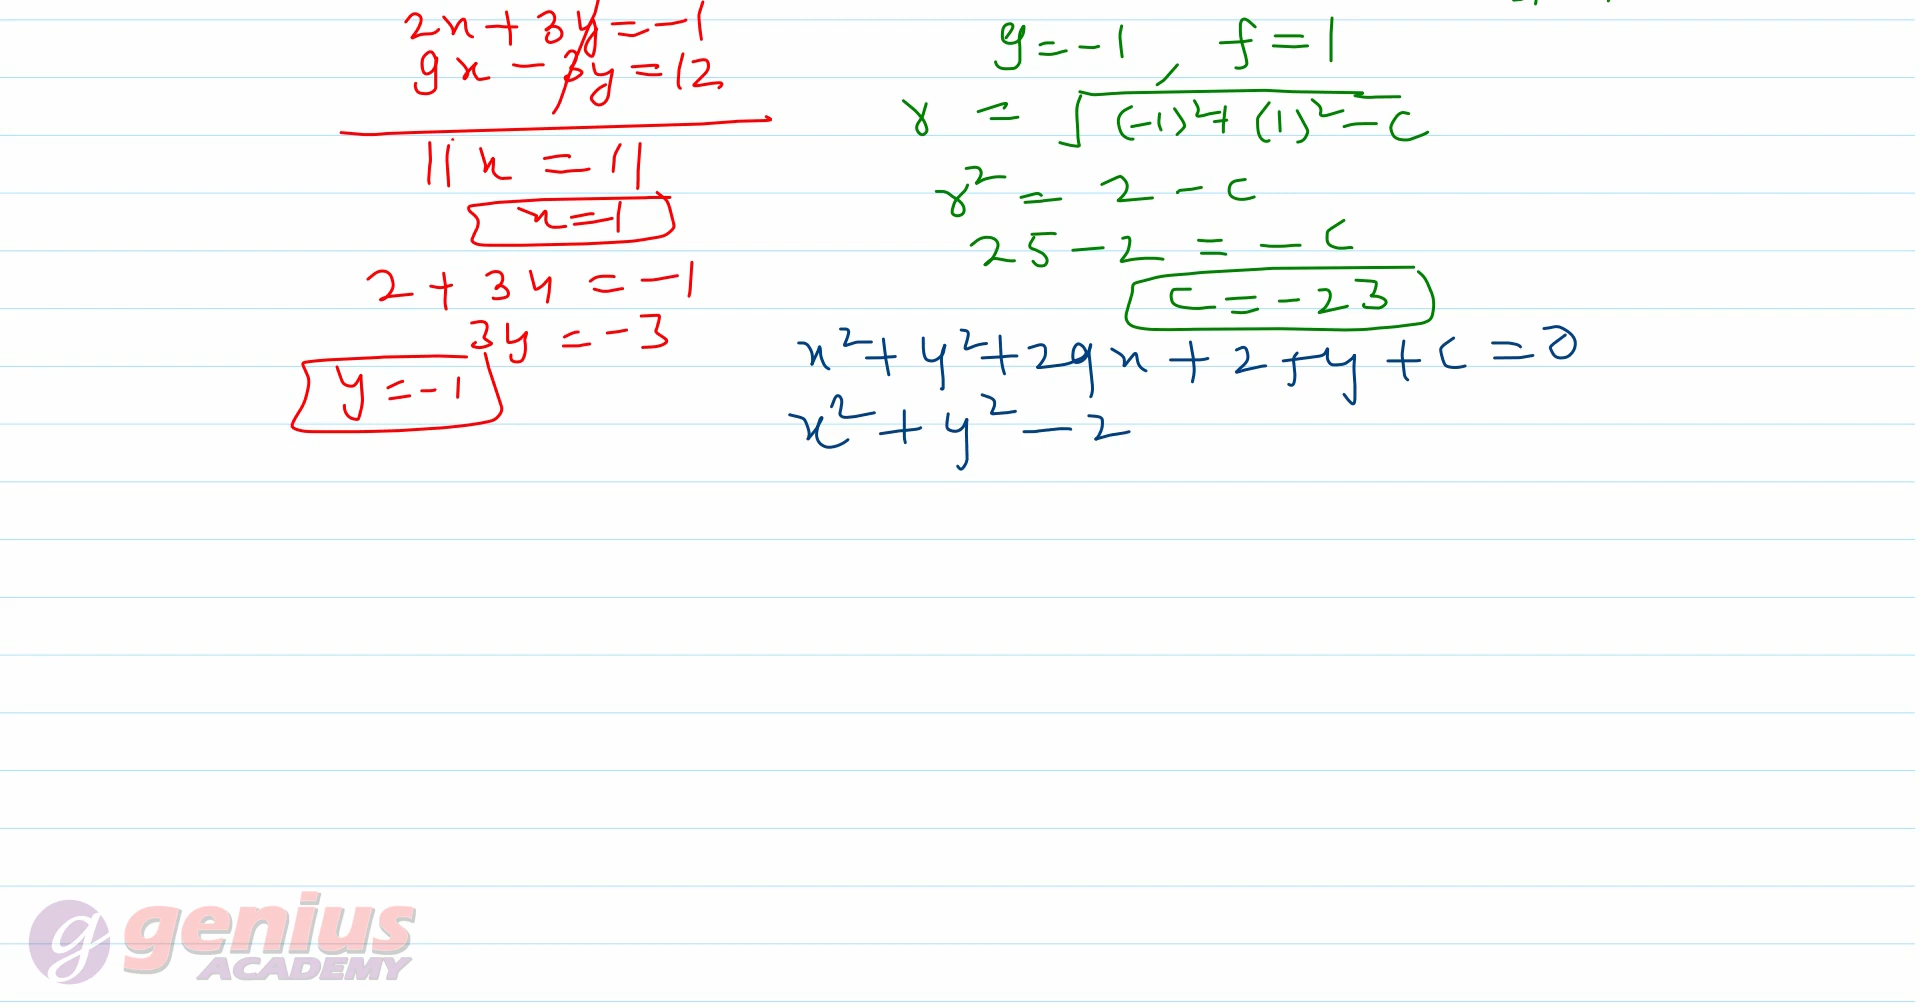 2x + 3y = -1
9x - 3y = 12
11x = 11
x = 1
2 + 3y = -1
3y = -3
y = -1
g = -1 , f = 1
r = √((-1)² + (1)² - c)
r² = 2 - c
25 - 2 = - c
c = -23
x² + y² + 2gx + 2fy + c = 0
x² + y² - 2
g genius
ACADEMY